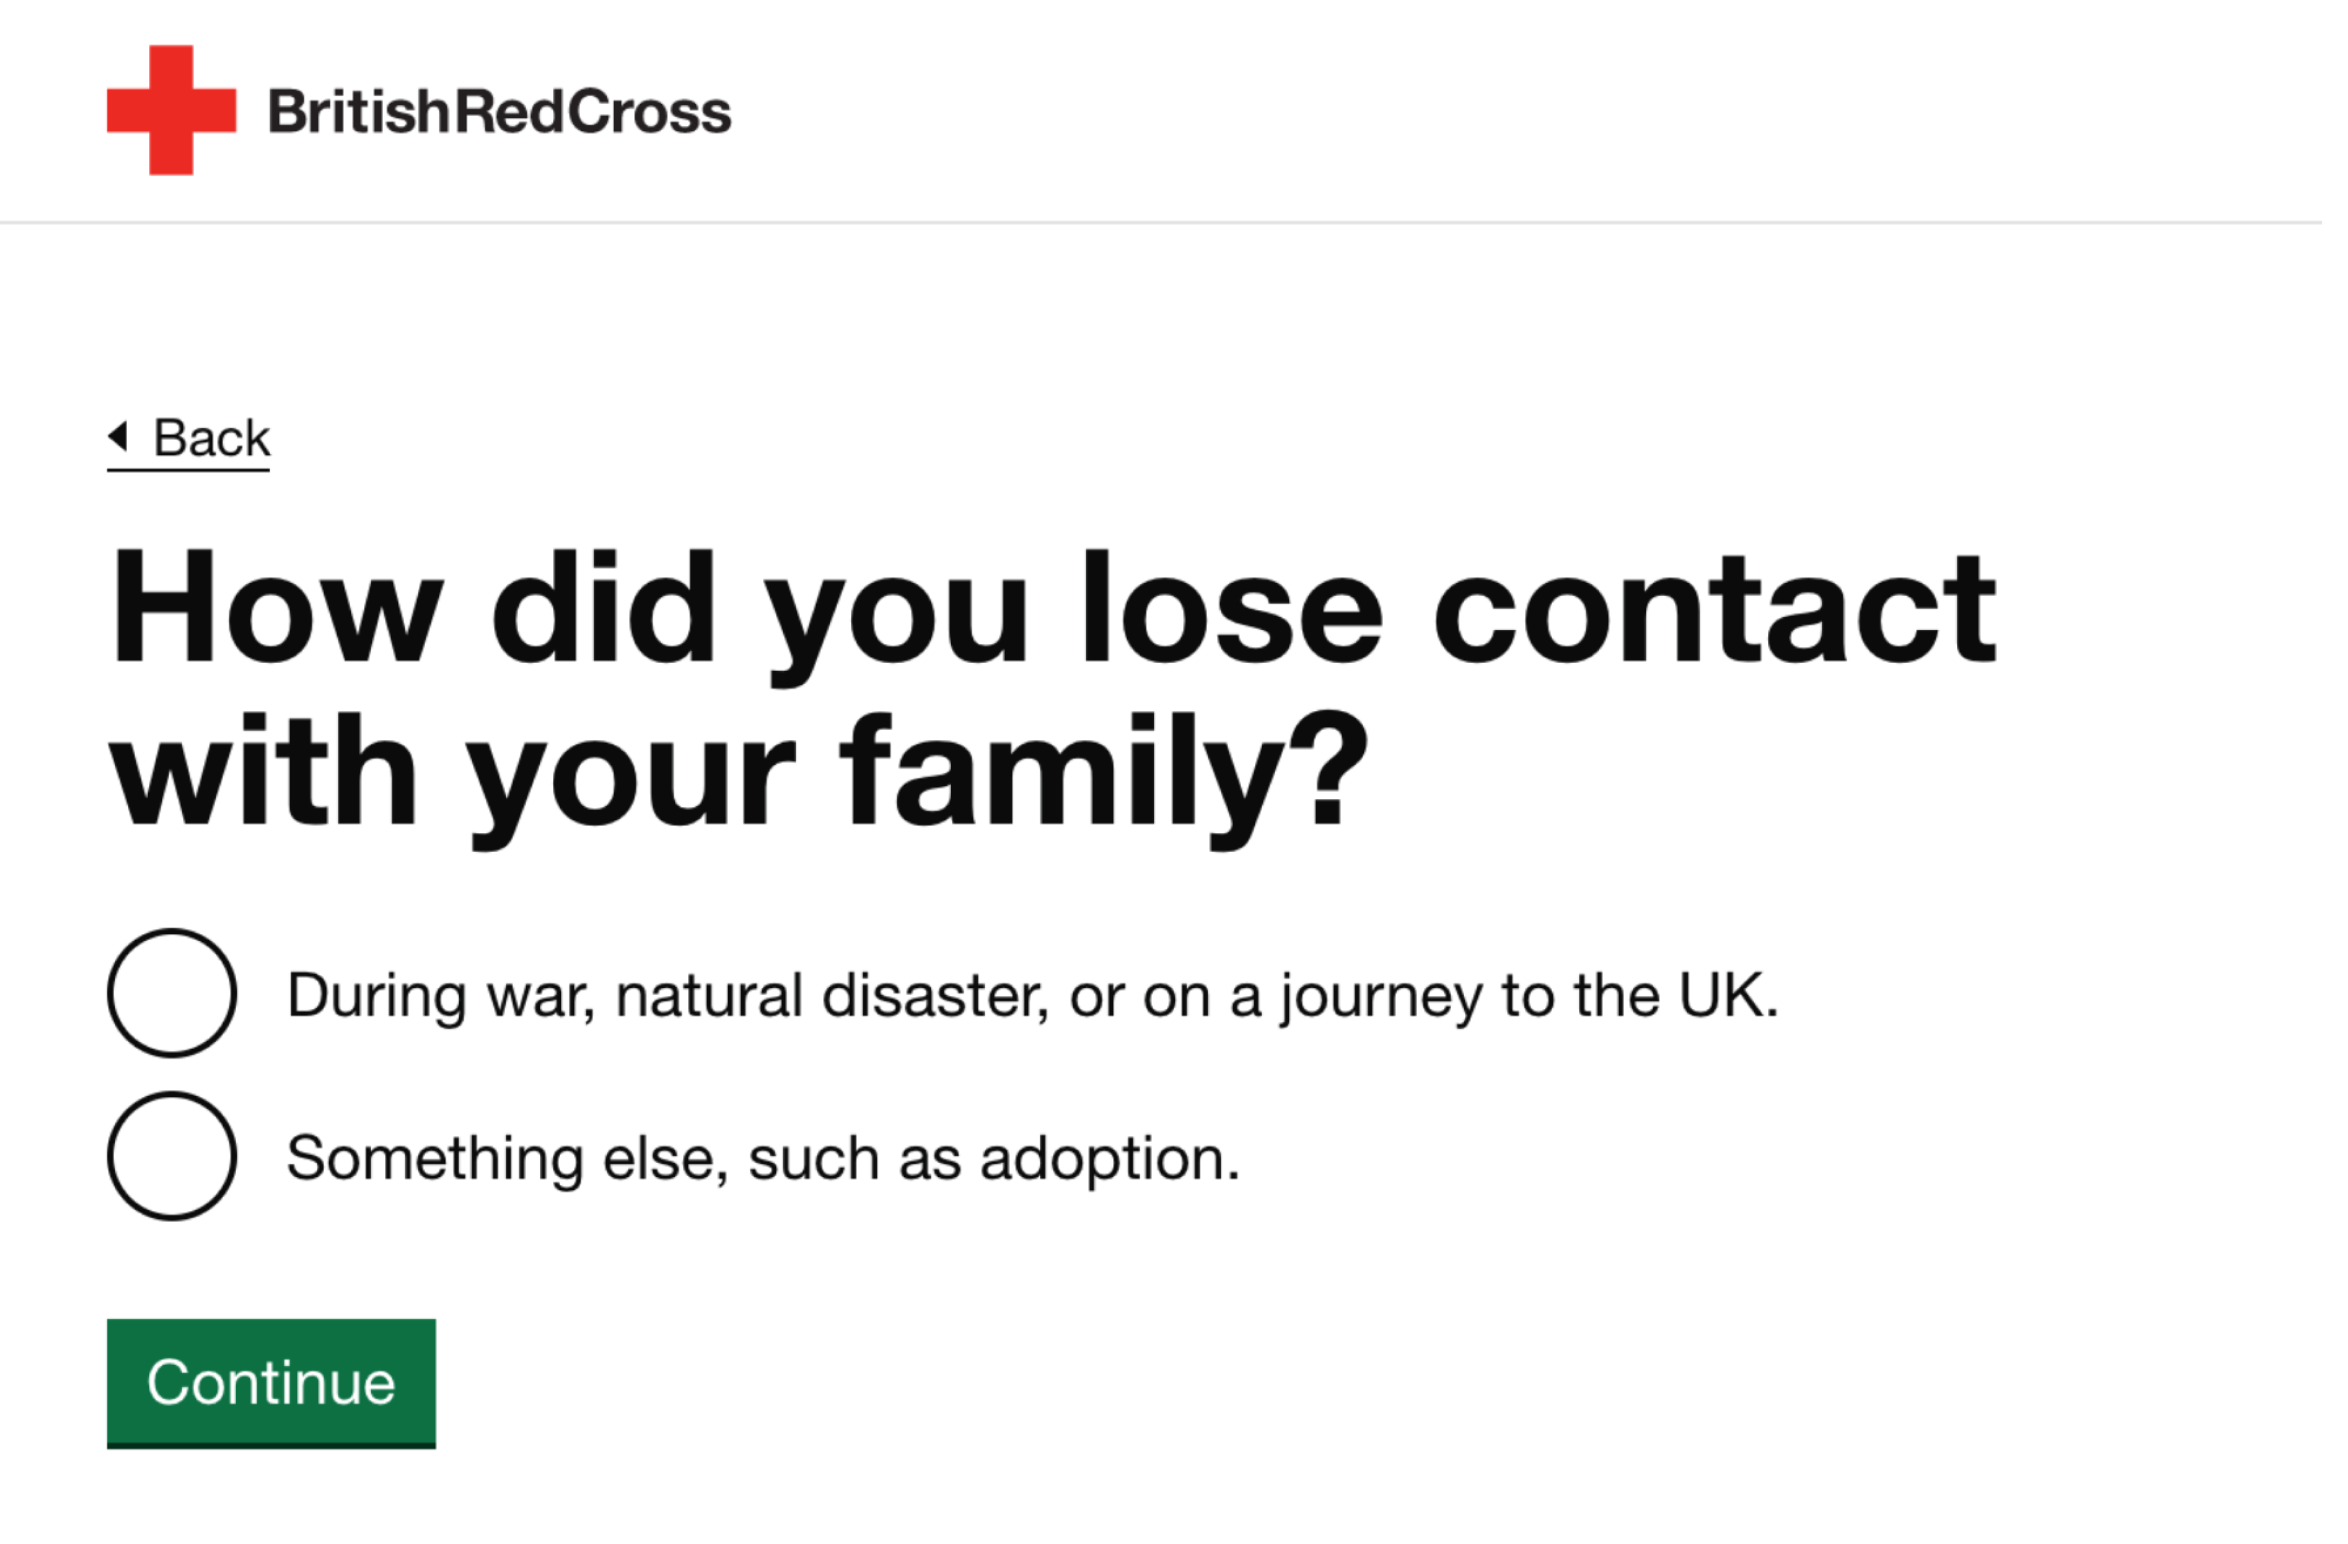 BritishRedCross
Back
How did you lose contact
with your family?
During war, natural disaster, or on a journey to the UK.
Something else, such as adoption.
Continue